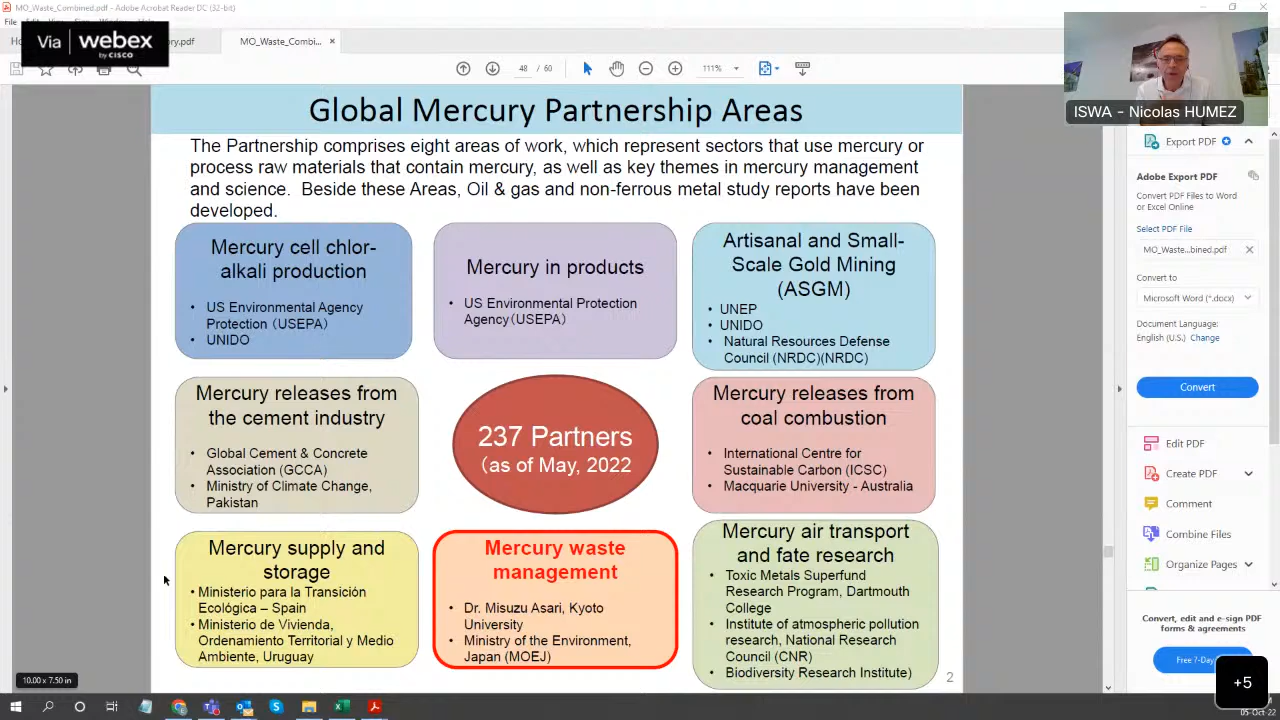 MO_Waste_Combined.pdf - Adobe Acrobat Reader DC (32-bit)
Via webex
by CISCO
ry.pdf
MO_Waste_Combi...
48 / 60
111%
ISWA - Nicolas HUMEZ
Global Mercury Partnership Areas
The Partnership comprises eight areas of work, which represent sectors that use mercury or
process raw materials that contain mercury, as well as key themes in mercury management
and science. Beside these Areas, Oil & gas and non-ferrous metal study reports have been
developed.
Mercury cell chlor-
alkali production
• US Environmental Agency
Protection (USEPA)
• UNIDO
Mercury in products
• US Environmental Protection
Agency(USEPA)
Artisanal and Small-
Scale Gold Mining
(ASGM)
• UNEP
• UNIDO
• Natural Resources Defense
Council (NRDC)(NRDC)
Mercury releases from
the cement industry
• Global Cement & Concrete
Association (GCCA)
• Ministry of Climate Change,
Pakistan
237 Partners
(as of May, 2022
Mercury releases from
coal combustion
• International Centre for
Sustainable Carbon (ICSC)
• Macquarie University - Australia
Mercury supply and
storage
• Ministerio para la Transición
Ecológica – Spain
• Ministerio de Vivienda,
Ordenamiento Territorial y Medio
Ambiente, Uruguay
Mercury waste
management
• Dr. Misuzu Asari, Kyoto
University
• Ministry of the Environment,
Japan (MOEJ)
Mercury air transport
and fate research
• Toxic Metals Superfund
Research Program, Dartmouth
College
• Institute of atmospheric pollution
research, National Research
Council (CNR)
• Biodiversity Research Institute)
2
10.00 x 7.50 in
Export PDF
Adobe Export PDF
Convert PDF Files to Word
or Excel Online
Select PDF File
MO_Waste...bined.pdf
Convert to
Microsoft Word (*.docx)
Document Language:
English (U.S.) Change
Convert
Edit PDF
Create PDF
Comment
Combine Files
Organize Pages
Convert, edit and e-sign PDF
forms & agreements
Free 7-Day
+5
05-Oct-22